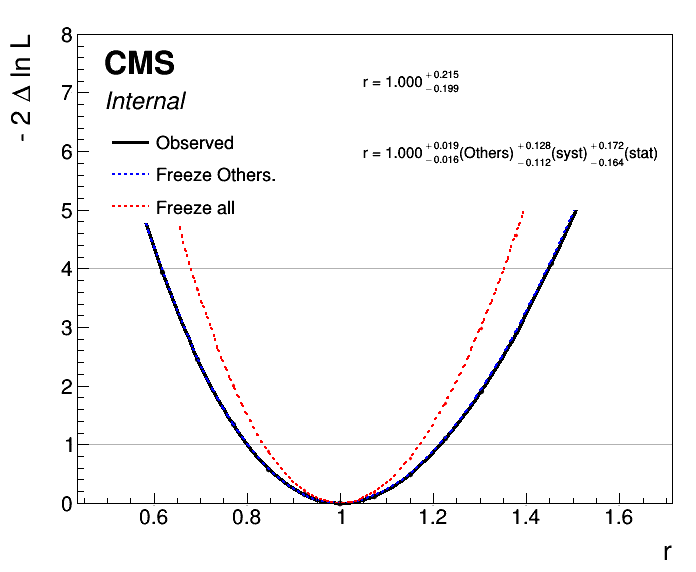 - 2 Δ ln L
8
7
6
5
4
3
2
1
0
CMS
Internal
Observed
Freeze Others.
Freeze all
r = 1.000 +0.215 −0.199
r = 1.000 +0.019 −0.016 (Others) +0.128 −0.112 (syst) +0.172 −0.164 (stat)
0.6 0.8 1 1.2 1.4 1.6
r